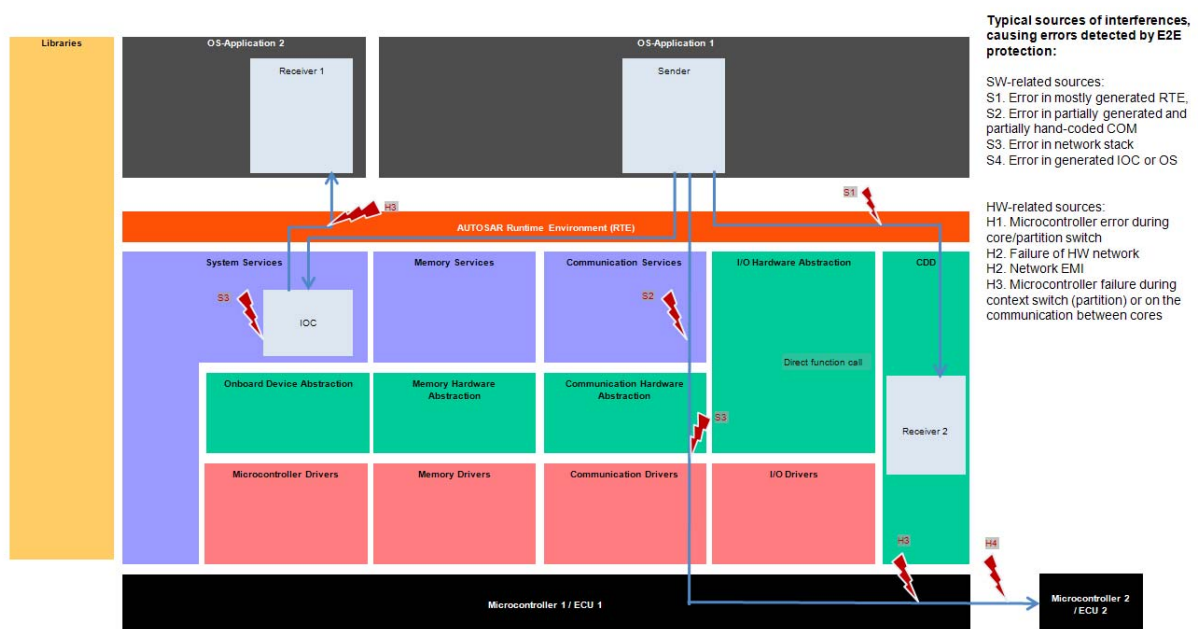 Libraries
OS-Application 2
Receiver 1
OS-Application 1
Sender
H3
S1
AUTOSAR Runtime Environment (RTE)
System Services
Memory Services
Communication Services
I/O Hardware Abstraction
CDD
S3
IOC
S2
Direct function call
Onboard Device Abstraction
Memory Hardware
Abstraction
Communication Hardware
Abstraction
S3
Receiver 2
Microcontroller Drivers
Memory Drivers
Communication Drivers
I/O Drivers
H3
H4
Microcontroller 1 / ECU 1
Microcontroller 2
/ ECU 2
Typical sources of interferences,
causing errors detected by E2E
protection:
SW-related sources:
S1. Error in mostly generated RTE,
S2. Error in partially generated and
partially hand-coded COM
S3. Error in network stack
S4. Error in generated IOC or OS
HW-related sources:
H1. Microcontroller error during
core/partition switch
H2. Failure of HW network
H2. Network EMI
H3. Microcontroller failure during
context switch (partition) or on the
communication between cores